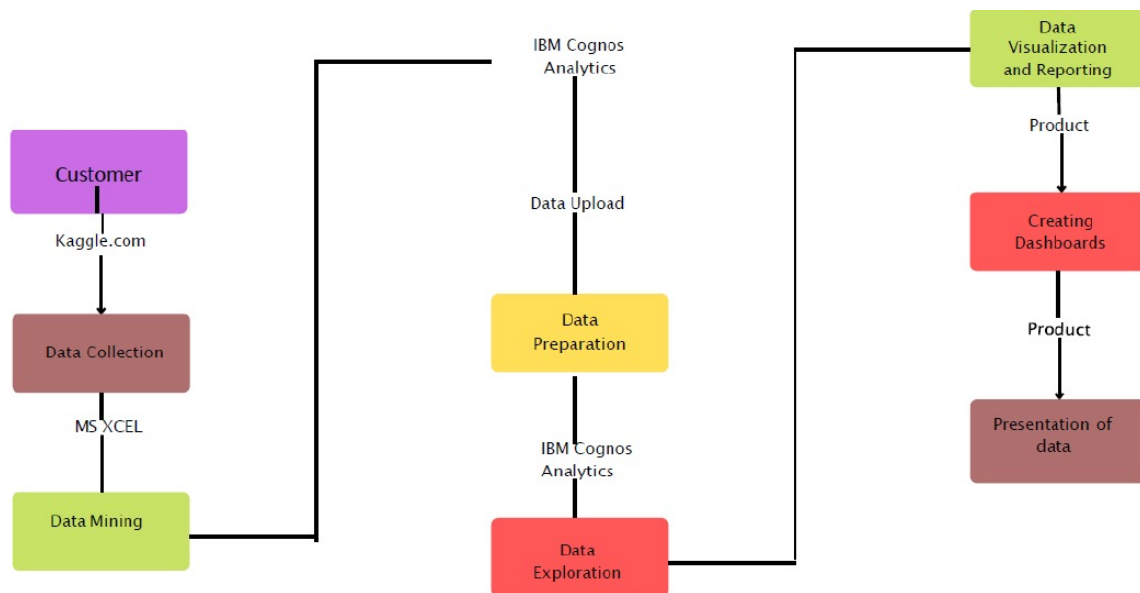 Customer
Kaggle.com
Data Collection
MS XCEL
Data Mining
IBM Cognos
Analytics
Data Upload
Data
Preparation
IBM Cognos
Analytics
Data
Exploration
Data
Visualization
and Reporting
Product
Creating
Dashboards
Product
Presentation of
data